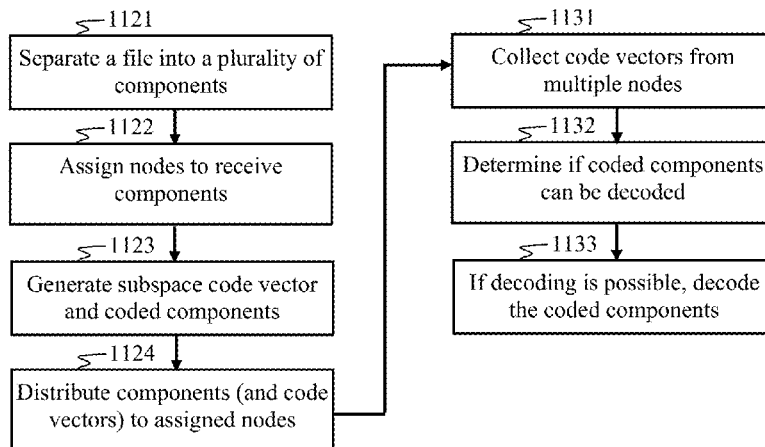 1121
Separate a file into a plurality of
components
1122
Assign nodes to receive
components
1123
Generate subspace code vector
and coded components
1124
Distribute components (and code
vectors) to assigned nodes
1131
Collect code vectors from
multiple nodes
1132
Determine if coded components
can be decoded
1133
If decoding is possible, decode
the coded components